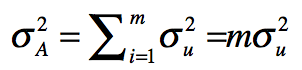 σ_A^2 = ∑_{i=1}^m σ_u^2 = mσ_u^2